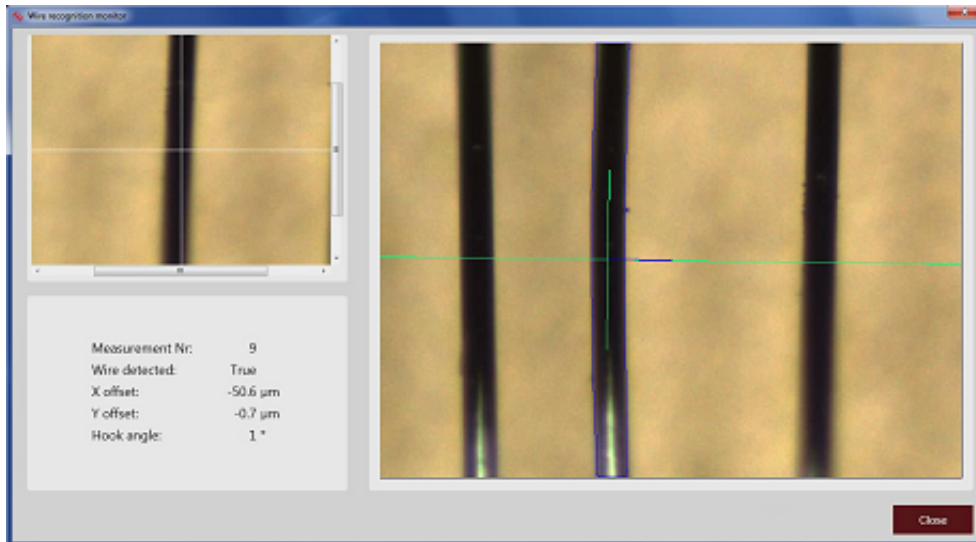 Wire recognition monitor
Measurement Nr: 9
Wire detected: True
X offset: -50.6 µm
Y offset: -0.7 µm
Hook angle: 1 °
Close